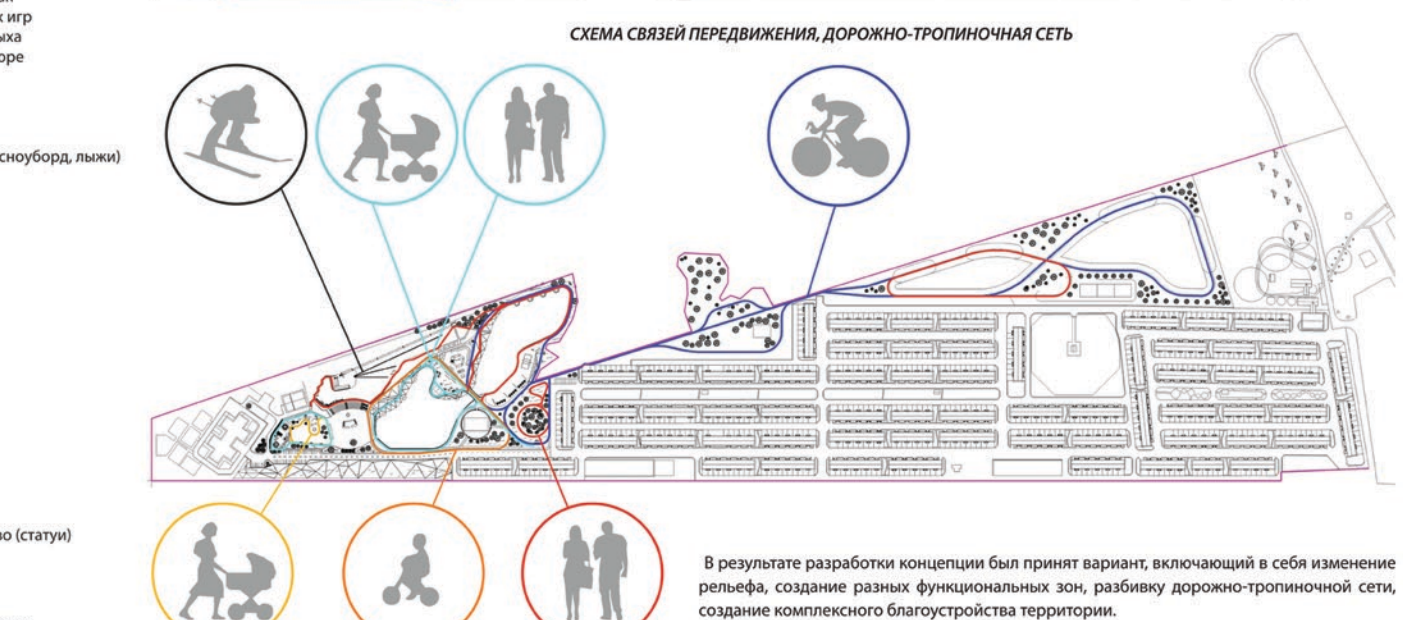 х игр
ыха
оре
СХЕМА СВЯЗЕЙ ПЕРЕДВИЖЕНИЯ, ДОРОЖНО-ТРОПИНОЧНАЯ СЕТЬ
сноуборд, лыжи)
во (статуи)
В результате разработки концепции был принят вариант, включающий в себя изменение
рельефа, создание разных функциональных зон, разбивку дорожно-тропиночной сети,
создание комплексного благоустройства территории.